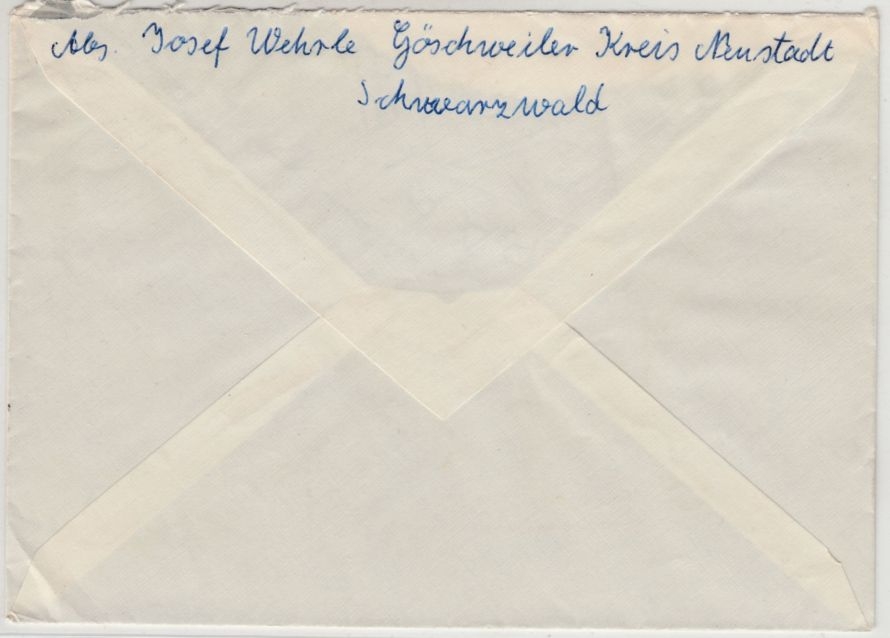 Abs. Josef Wehrle Göschweiler Kreis Neustadt
Schwarzwald